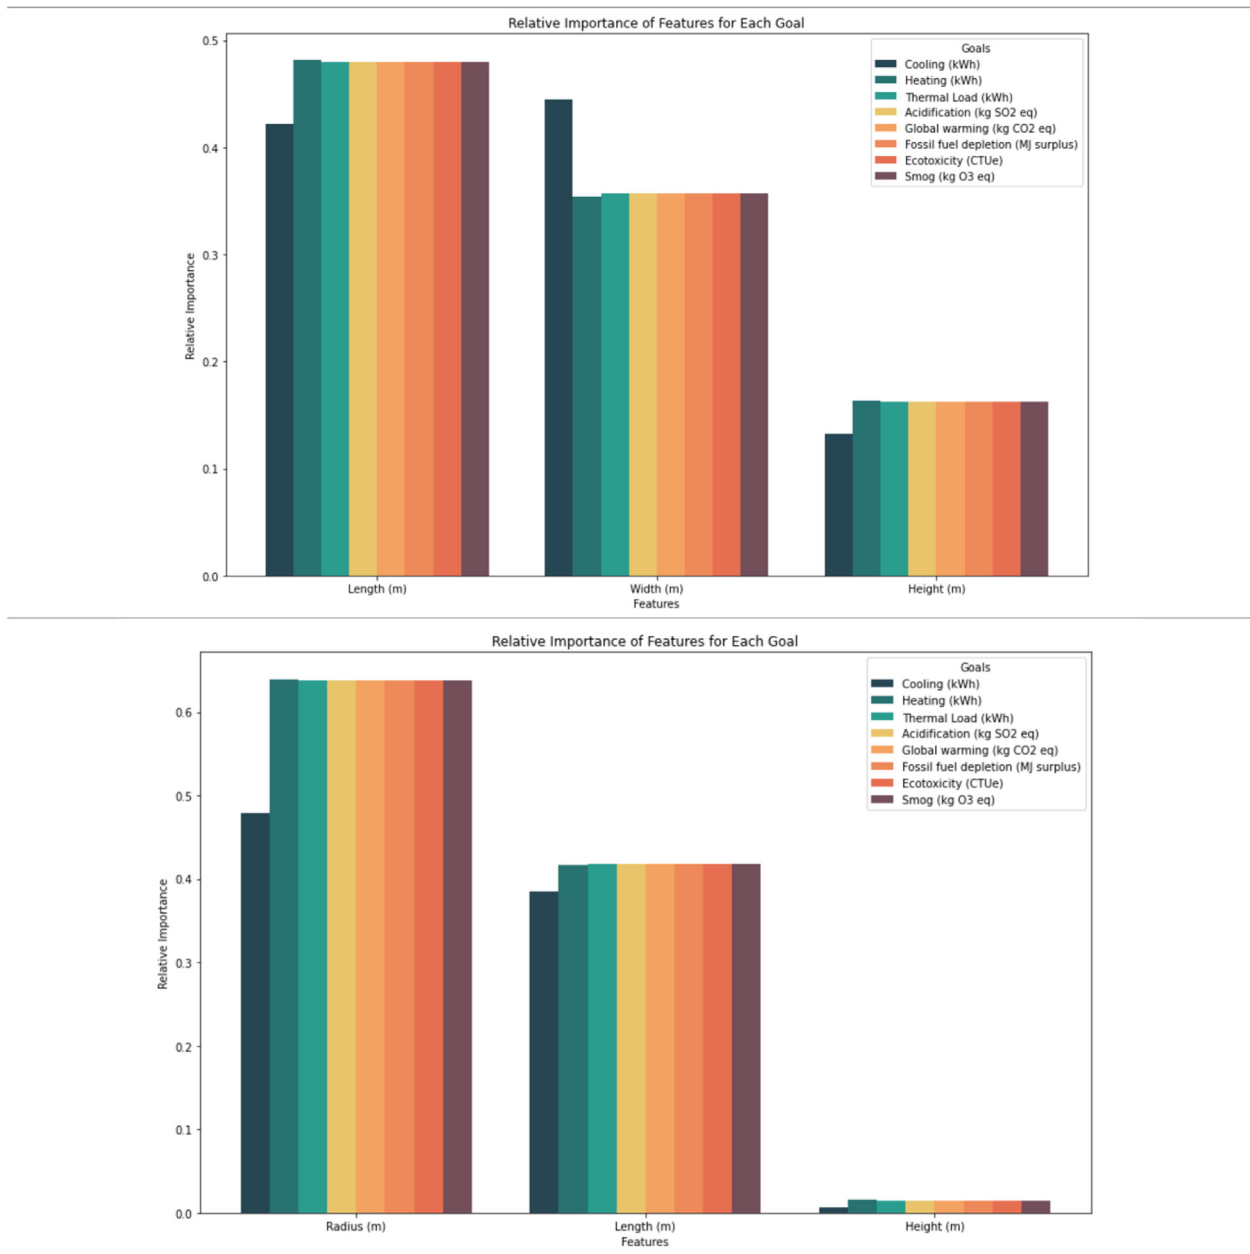 Relative Importance of Features for Each Goal
0.5
0.4
0.3
0.2
0.1
0.0
Relative Importance
Goals
Cooling (kWh)
Heating (kWh)
Thermal Load (kWh)
Acidification (kg SO2 eq)
Global warming (kg CO2 eq)
Fossil fuel depletion (MJ surplus)
Ecotoxicity (CTUe)
Smog (kg O3 eq)
Length (m)
Width (m)
Height (m)
Features
Relative Importance of Features for Each Goal
0.6
0.5
0.4
0.3
0.2
0.1
0.0
Relative Importance
Goals
Cooling (kWh)
Heating (kWh)
Thermal Load (kWh)
Acidification (kg SO2 eq)
Global warming (kg CO2 eq)
Fossil fuel depletion (MJ surplus)
Ecotoxicity (CTUe)
Smog (kg O3 eq)
Radius (m)
Length (m)
Height (m)
Features